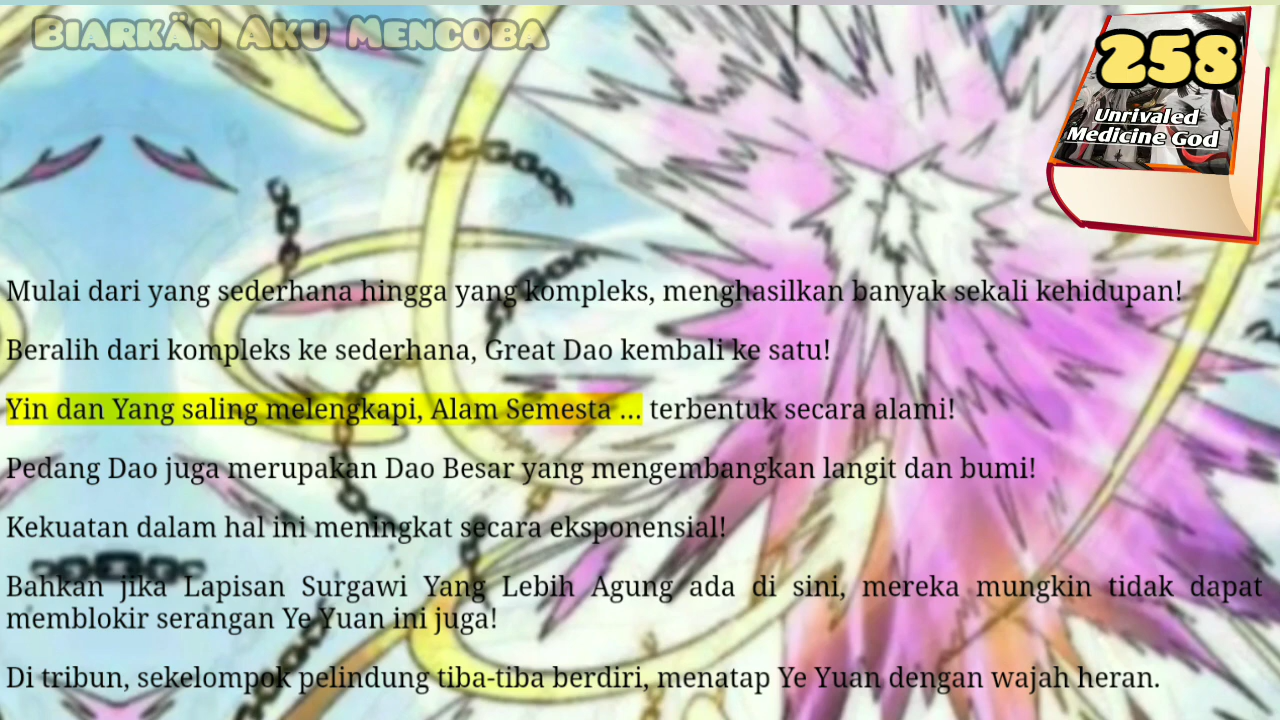 Biarkän Aku Mencoba
258
Unrivaled
Medicine God
Mulai dari yang sederhana hingga yang kompleks, menghasilkan banyak sekali kehidupan!
Beralih dari kompleks ke sederhana, Great Dao kembali ke satu!
Yin dan Yang saling melengkapi, Alam Semesta ... terbentuk secara alami!
Pedang Dao juga merupakan Dao Besar yang mengembangkan langit dan bumi!
Kekuatan dalam hal ini meningkat secara eksponensial!
Bahkan jika Lapisan Surgawi Yang Lebih Agung ada di sini, mereka mungkin tidak dapat
memblokir serangan Ye Yuan ini juga!
Di tribun, sekelompok pelindung tiba-tiba berdiri, menatap Ye Yuan dengan wajah heran.